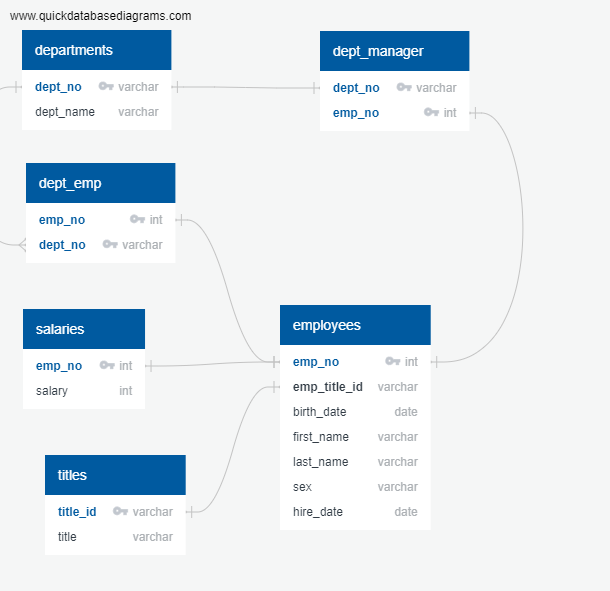 www.quickdatabasediagrams.com
departments
dept_no varchar
dept_name varchar
dept_manager
dept_no varchar
emp_no int
dept_emp
emp_no int
dept_no varchar
salaries
emp_no int
salary int
employees
emp_no int
emp_title_id varchar
birth_date date
first_name varchar
last_name varchar
sex varchar
hire_date date
titles
title_id varchar
title varchar